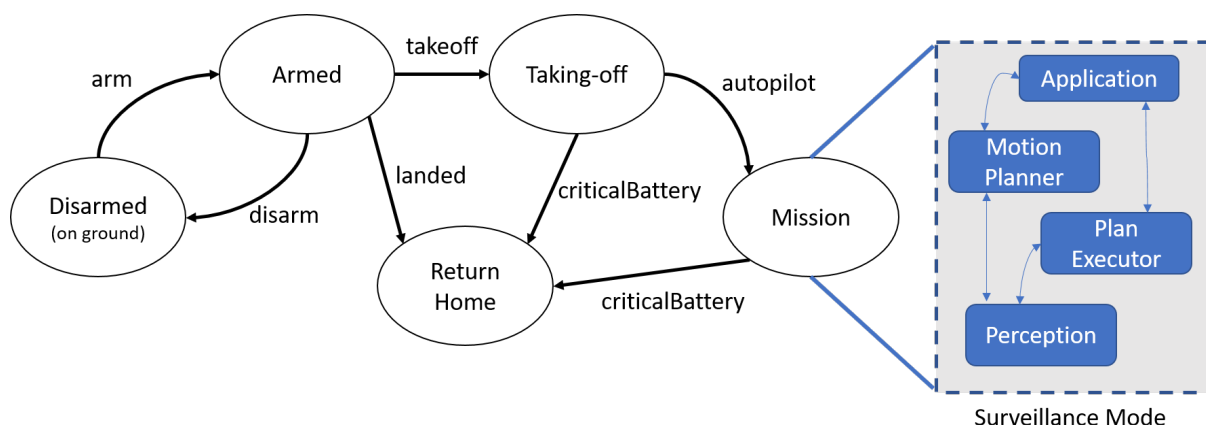 takeoff
Armed
Taking-off
arm
autopilot
Application
Motion
Planner
landed
criticalBattery
Disarmed
(on ground)
disarm
Mission
Plan
Executor
Return
Home
criticalBattery
Perception
Surveillance Mode